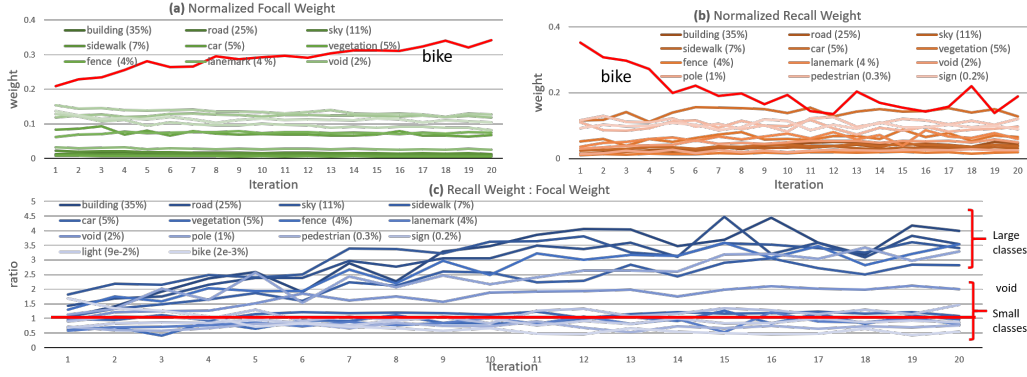 (a) Normalized Focall Weight
0.4
building (35%) road (25%) sky (11%)
sidewalk (7%) car (5%) vegetation (5%)
fence (4%) lanemark (4 %) void (2%)
0.3
0.2
0.1
0
weight
bike
1 2 3 4 5 6 7 8 9 10 11 12 13 14 15 16 17 18 19 20
Iteration
(b) Normalized Recall Weight
0.4
building (35%) road (25%) sky (11%)
sidewalk (7%) car (5%) vegetation (5%)
fence (4%) lanemark (4 %) void (2%)
pole (1%) pedestrian (0.3%) sign (0.2%)
0.2
0
weight
bike
1 2 3 4 5 6 7 8 9 10 11 12 13 14 15 16 17 18 19 20
Iteration
(c) Recall Weight : Focal Weight
building (35%) road (25%) sky (11%) sidewalk (7%)
car (5%) vegetation (5%) fence (4%) lanemark (4%)
void (2%) pole (1%) pedestrian (0.3%) sign (0.2%)
light (9e-2%) bike (2e-3%)
5
4.5
4
3.5
3
2.5
2
1.5
1
0.5
0
ratio
Large
classes
void
Small
classes
1 2 3 4 5 6 7 8 9 10 11 12 13 14 15 16 17 18 19 20
Iteration